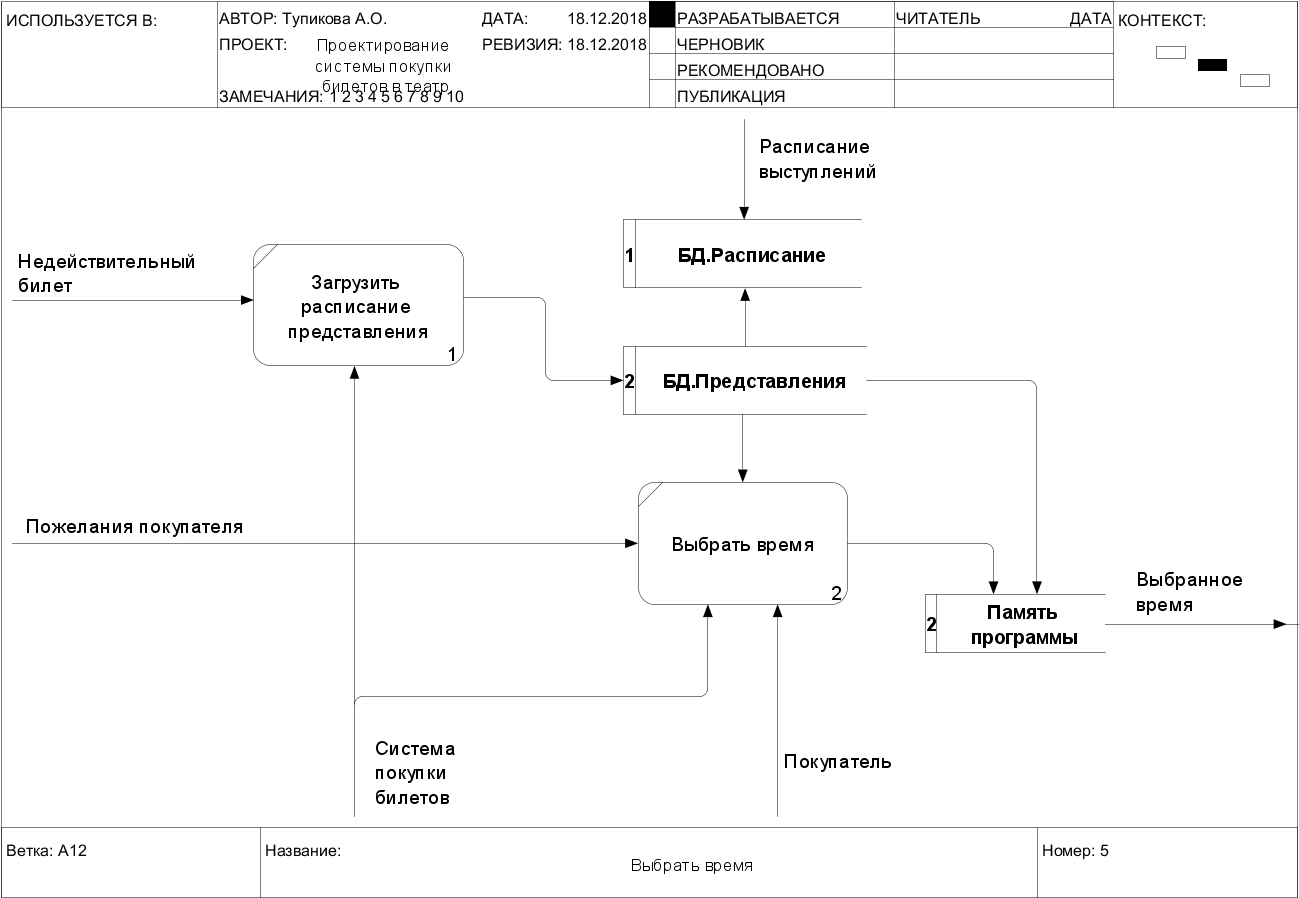 ИСПОЛЬЗУЕТСЯ В:
АВТОР: Тупикова А.О.
ДАТА: 18.12.2018
РАЗРАБАТЫВАЕТСЯ
ЧИТАТЕЛЬ ДАТА
КОНТЕКСТ:
ПРОЕКТ: Проектирование
системы покупки
билетов в театр
РЕВИЗИЯ: 18.12.2018
ЧЕРНОВИК
РЕКОМЕНДОВАНО
ЗАМЕЧАНИЯ: 1 2 3 4 5 6 7 8 9 10
ПУБЛИКАЦИЯ
Расписание
выступлений
1 БД.Расписание
Недействительный
билет
Загрузить
расписание
представления
1
2 БД.Представления
Пожелания покупателя
Выбрать время
2
Выбранное
время
2 Память
программы
Система
покупки
билетов
Покупатель
Ветка: A12
Название:
Выбрать время
Номер: 5